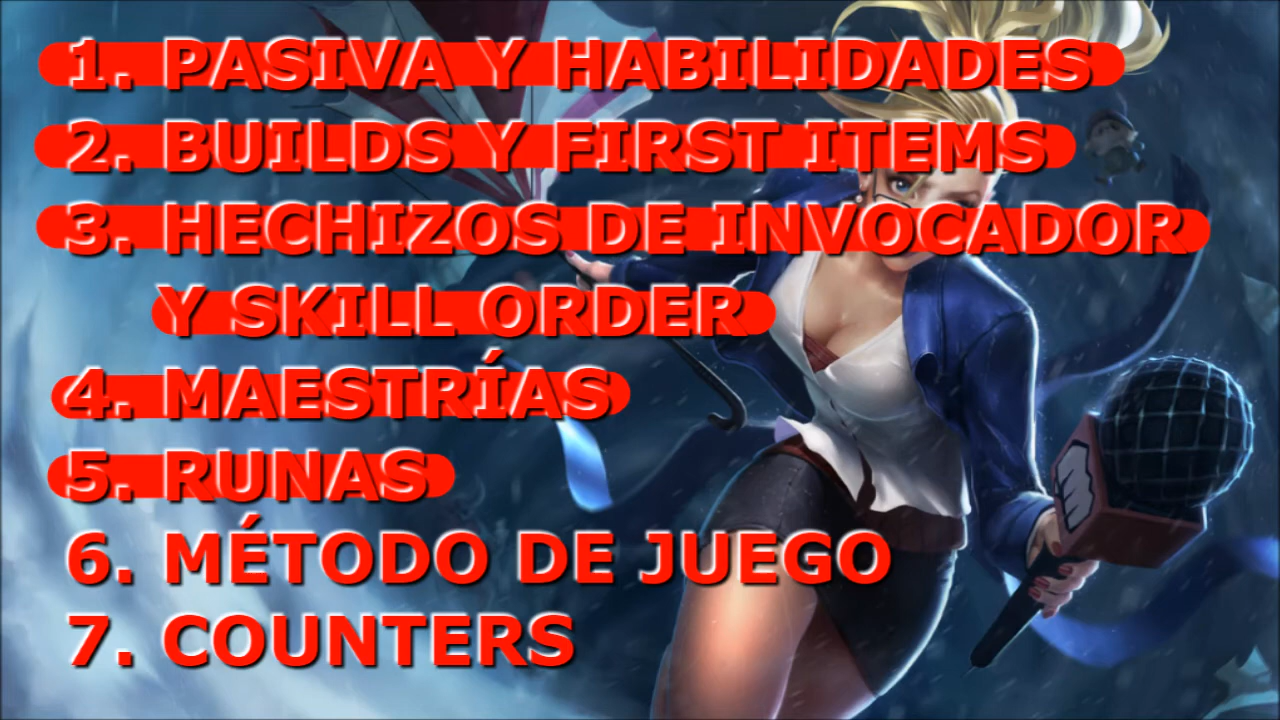 1. PASIVA Y HABILIDADES
2. BUILDS Y FIRST ITEMS
3. HECHIZOS DE INVOCADOR
Y SKILL ORDER
4. MAESTRÍAS
5. RUNAS
6. MÉTODO DE JUEGO
7. COUNTERS